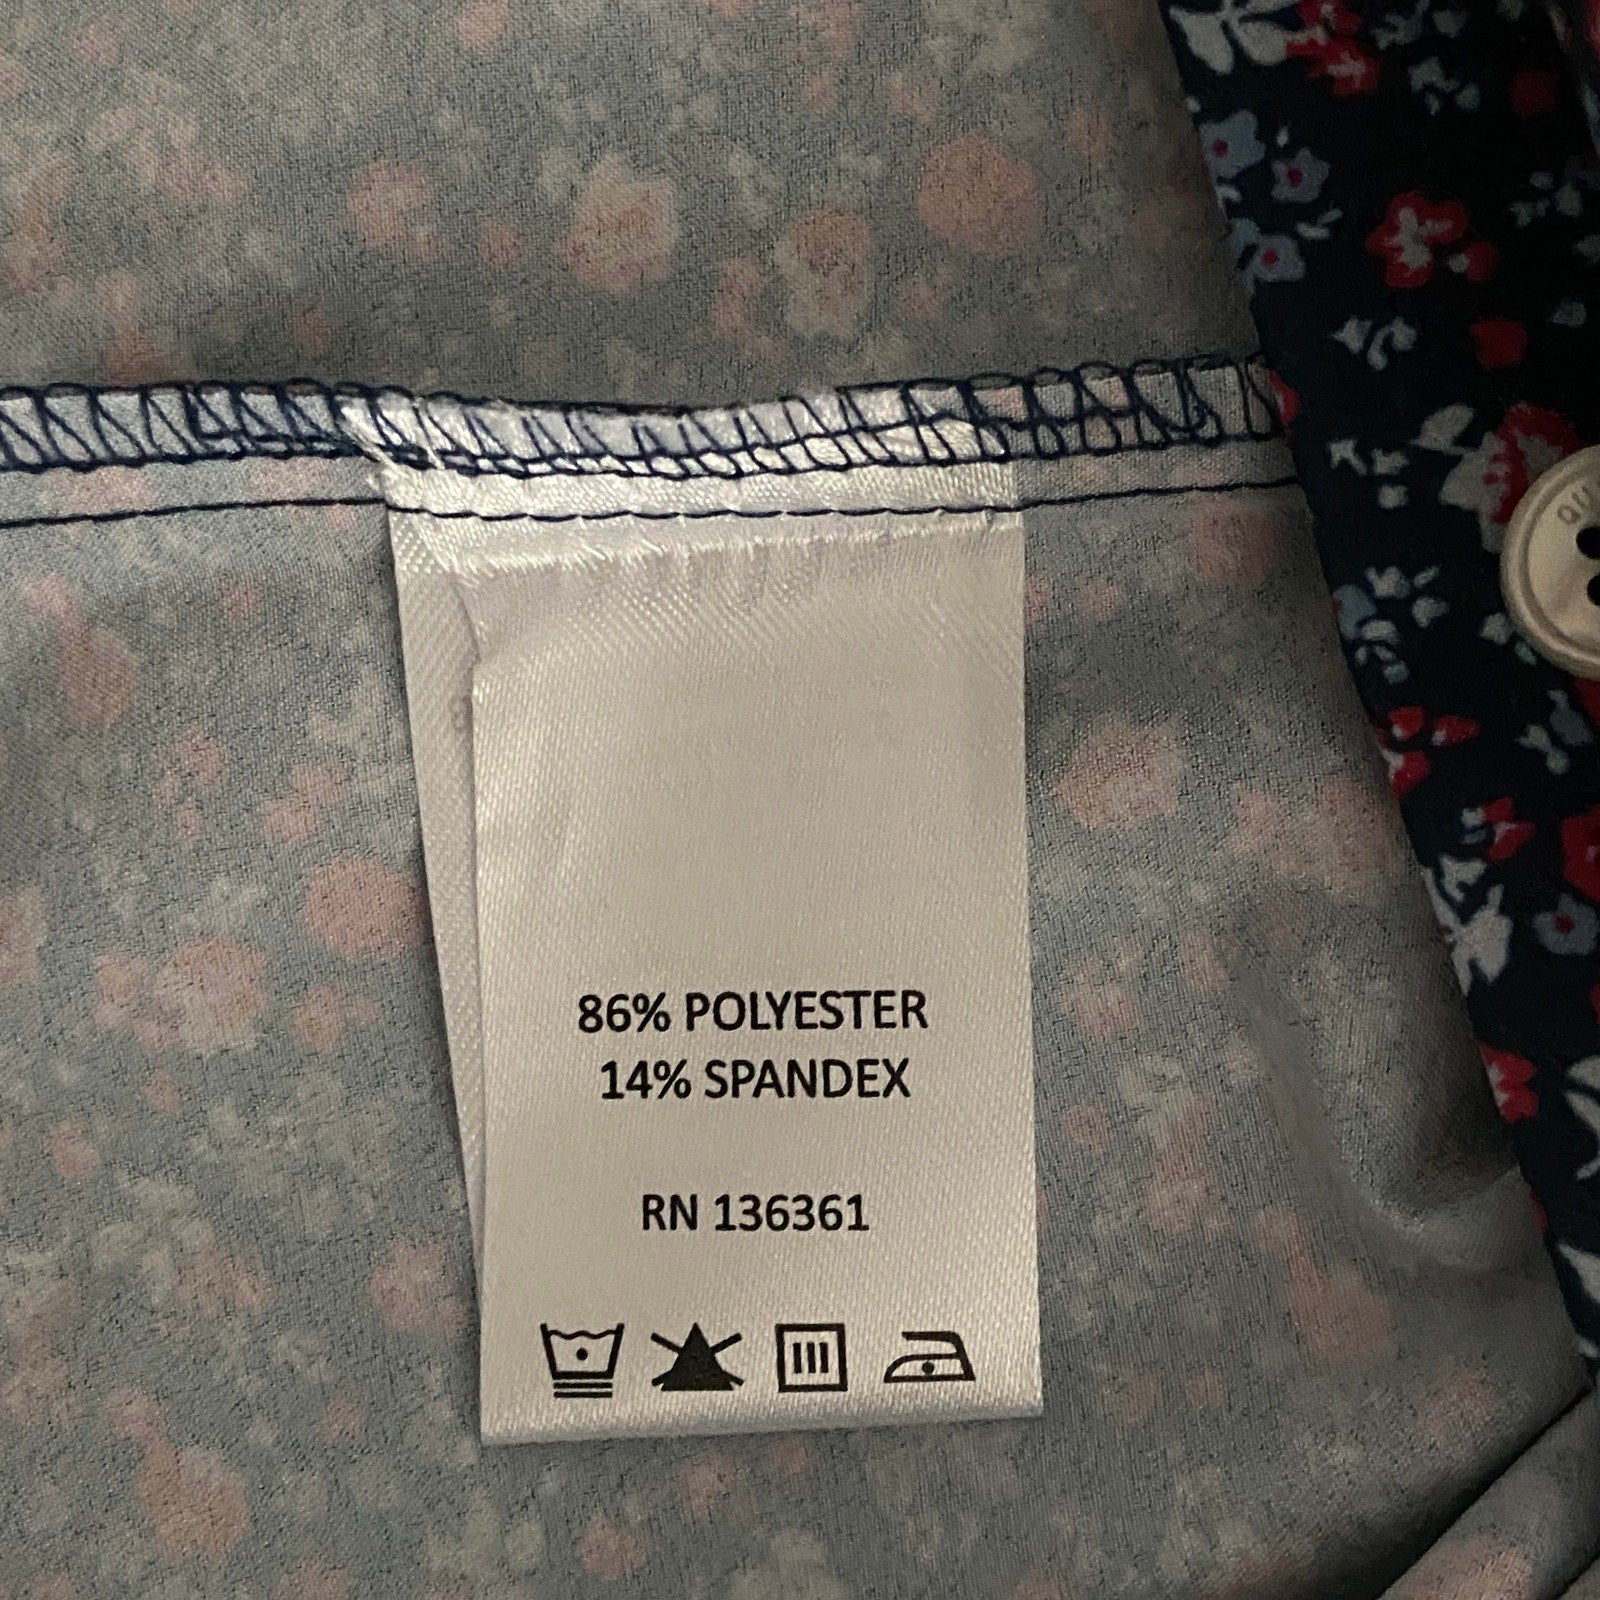 86% POLYESTER
14% SPANDEX
RN 136361